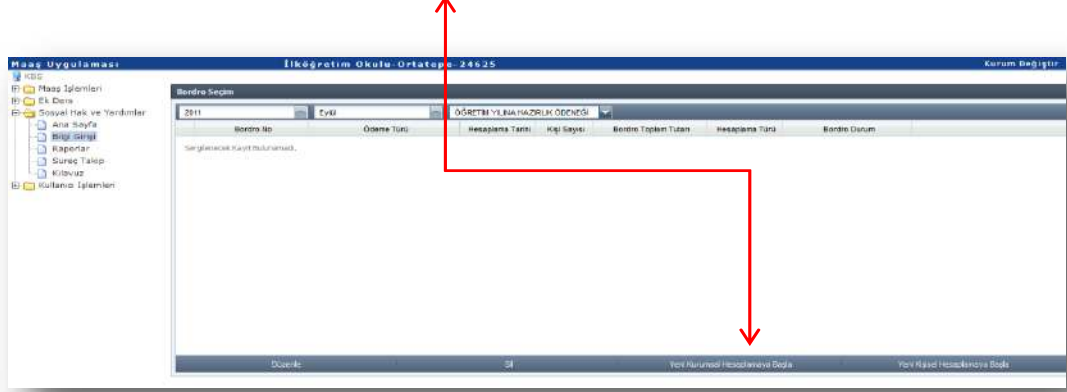 Maaş Uygulaması İlköğretim Okulu-Ortatepe-24625 Kurum Değiştir
KBS
Maaş İşlemleri
Ek Ders
Sosyal Hak ve Yardımlar
Ana Sayfa
Bilgi Girişi
Raporlar
Süreç Takip
Kılavuz
Kullanıcı İşlemleri
Bordro Seçim
2011 Eylül ÖĞRETİM YILINA HAZIRLIK ÖDENEĞİ
Bordro No Ödeme Türü Hesaplama Tarihi Kişi Sayısı Bordro Toplam Tutarı Hesaplama Türü Bordro Durum
Sergilenecek Kayıt Bulunamadı.
Düzenle Sil Yeni Kurumsal Hesaplamaya Başla Yeni Kişisel Hesaplamaya Başla